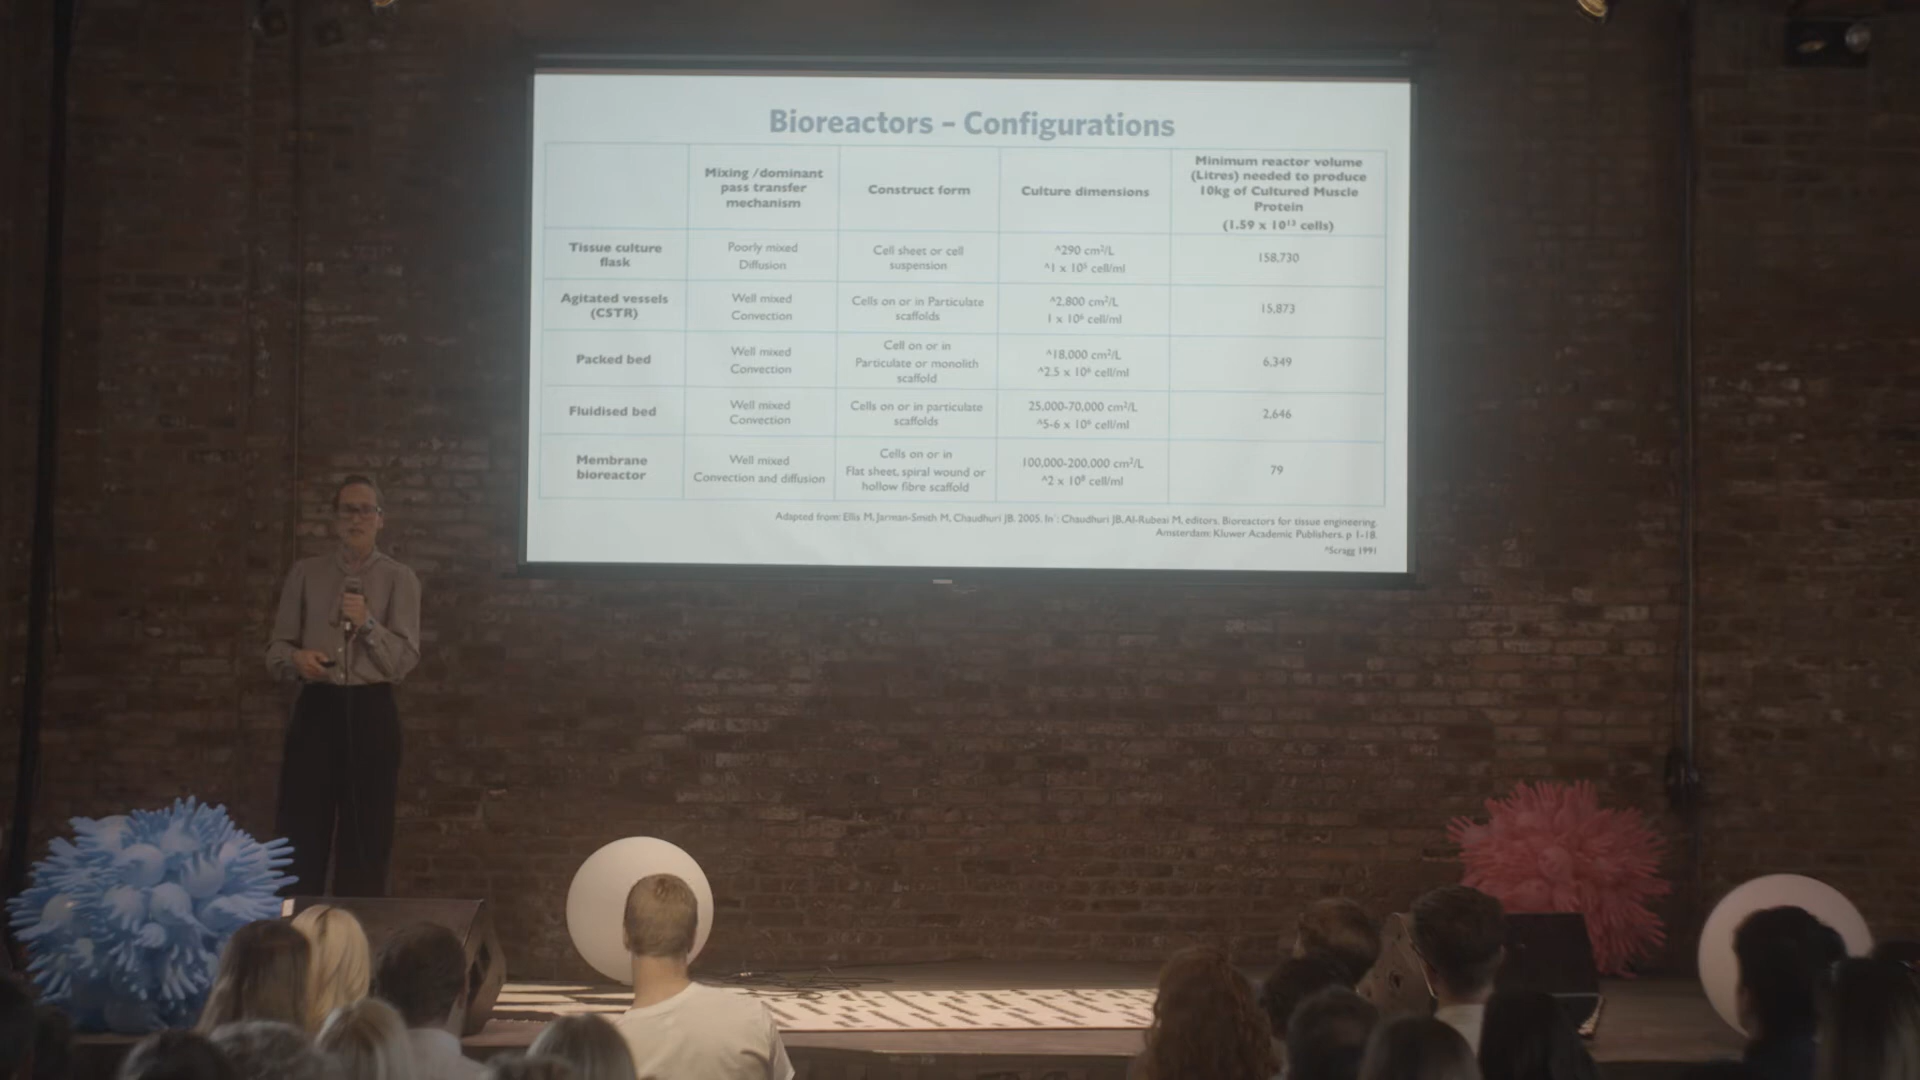 Bioreactors – Configurations
Mixing /dominant
pass transfer
mechanism
Construct form
Culture dimensions
Minimum reactor volume
(Litres) needed to produce
10kg of Cultured Muscle
Protein
(1.59 x 10¹³ cells)
Tissue culture
flask
Poorly mixed
Diffusion
Cell sheet or cell
suspension
^290 cm²/L
^1 x 10⁵ cell/ml
158,730
Agitated vessels
(CSTR)
Well mixed
Convection
Cells on or in Particulate
scaffolds
^2,800 cm²/L
1 x 10⁶ cell/ml
15,873
Packed bed
Well mixed
Convection
Cell on or in
Particulate or monolith
scaffold
^18,000 cm²/L
^2.5 x 10⁶ cell/ml
6,349
Fluidised bed
Well mixed
Convection
Cells on or in particulate
scaffolds
25,000-70,000 cm²/L
^5-6 x 10⁶ cell/ml
2,646
Membrane
bioreactor
Well mixed
Convection and diffusion
Cells on or in
Flat sheet, spiral wound or
hollow fibre scaffold
100,000-200,000 cm²/L
^2 x 10⁸ cell/ml
79
Adapted from: Ellis M, Jarman-Smith M, Chaudhuri JB. 2005. In : Chaudhuri JB, Al-Rubeai M, editors. Bioreactors for tissue engineering.
Amsterdam: Kluwer Academic Publishers. p 1-18.
^Scragg 1991